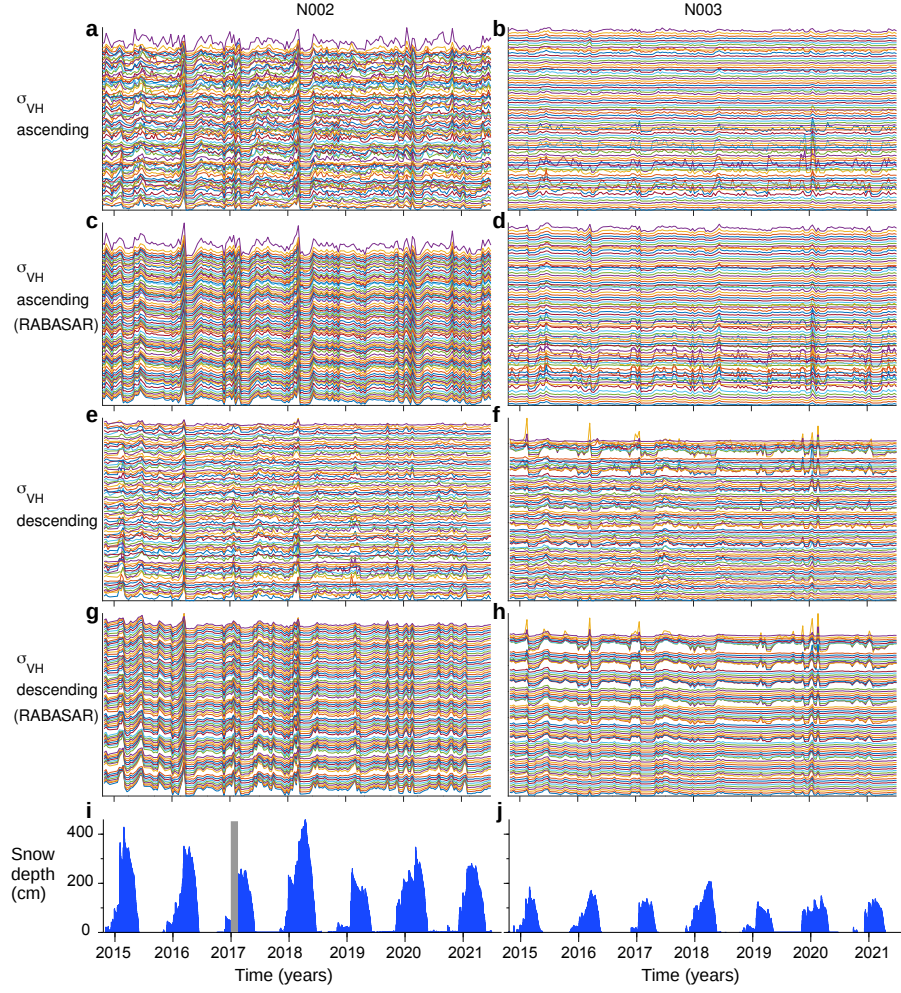 N002 N003
a b
σVH
ascending
c d
σVH
ascending
(RABASAR)
e f
σVH
descending
g h
σVH
descending
(RABASAR)
i j
Snow
depth
(cm)
400
200
0
2015 2016 2017 2018 2019 2020 2021 2015 2016 2017 2018 2019 2020 2021
Time (years) Time (years)